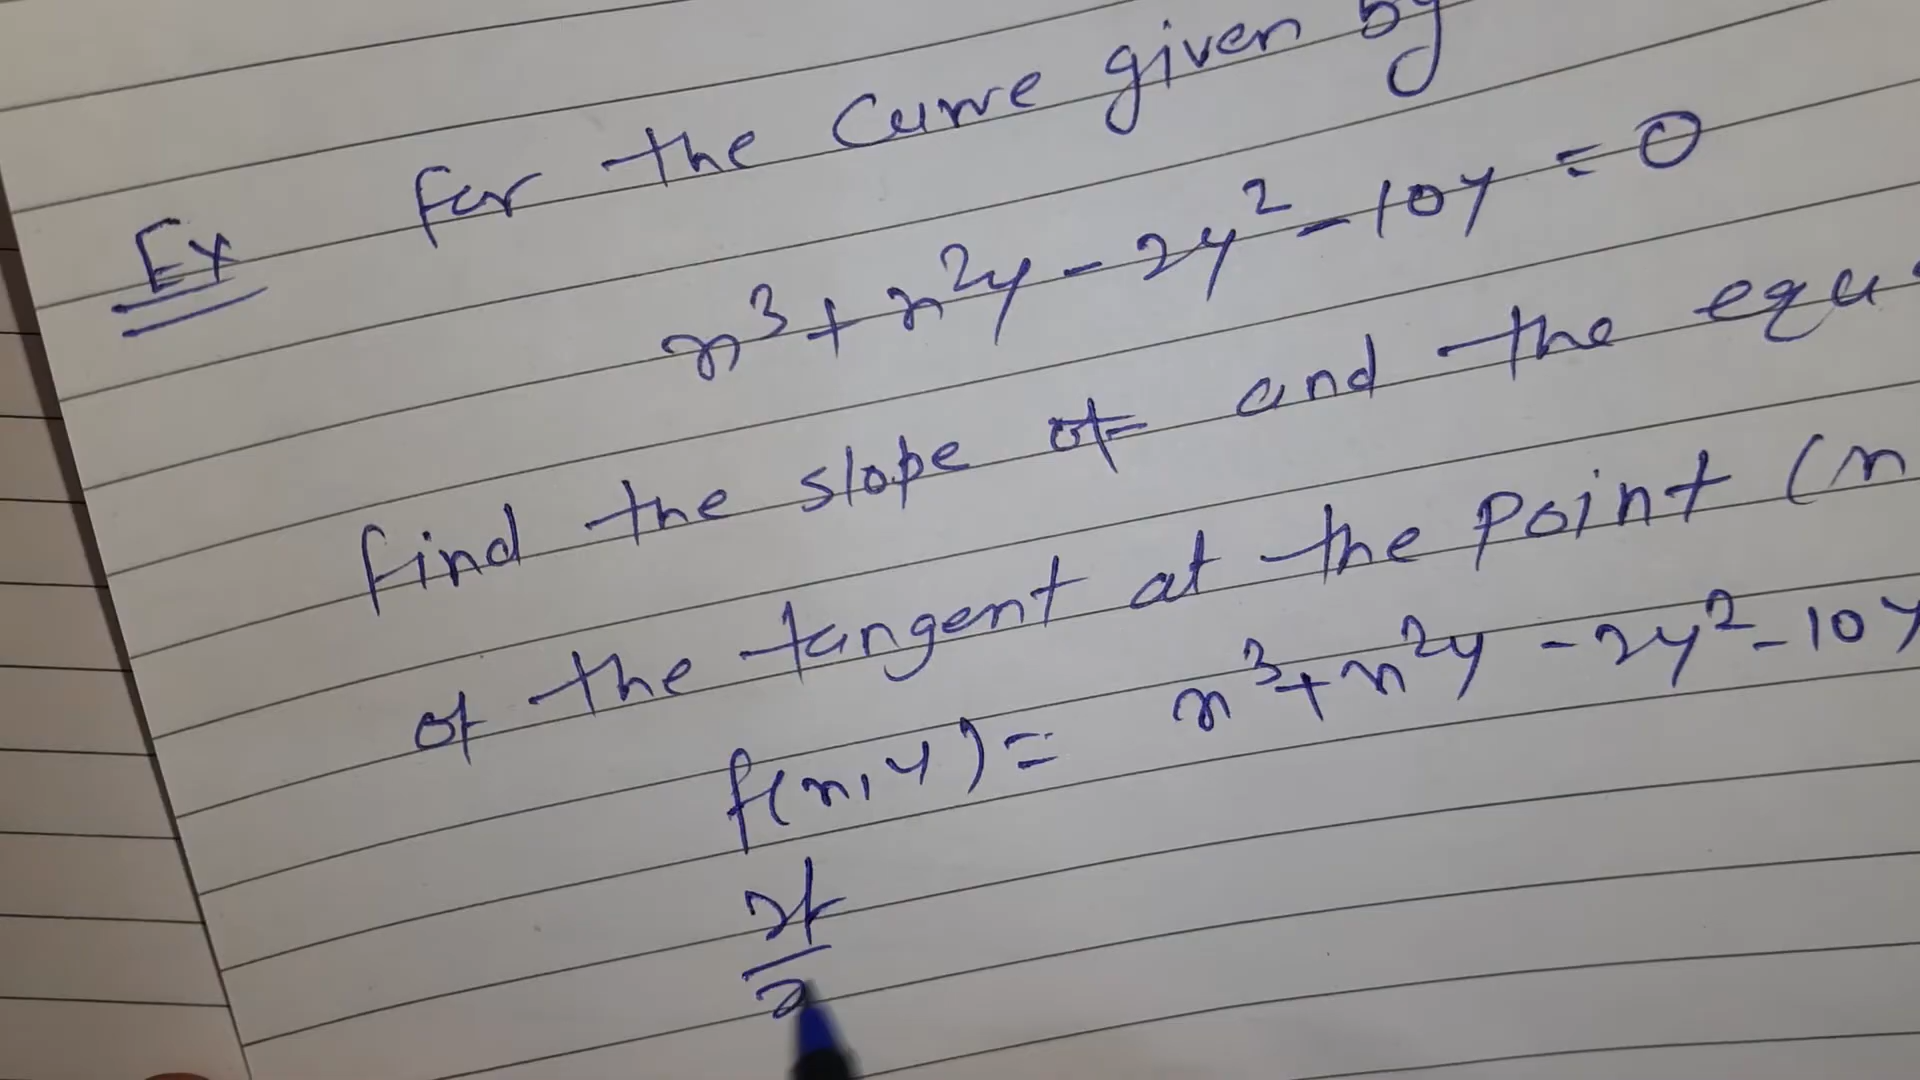 Ex For the Curve given by
x³ + x²y - 2y² - 10y = 0
find the slope of and the equ
of the tangent at the point (x
f(x,y) = x³ + x²y - 2y² - 10y
∂f
∂